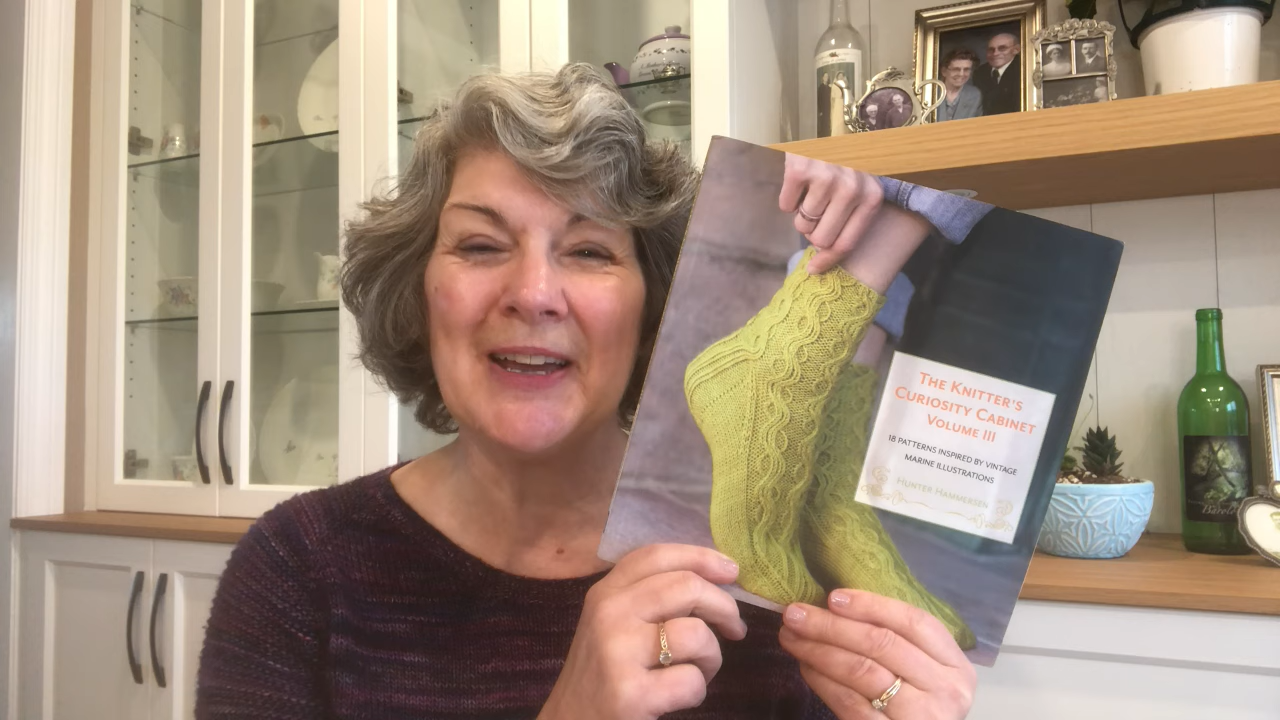 THE KNITTER'S
CURIOSITY CABINET
VOLUME III
18 PATTERNS INSPIRED BY VINTAGE
MARINE ILLUSTRATIONS
HUNTER HAMMERSEN